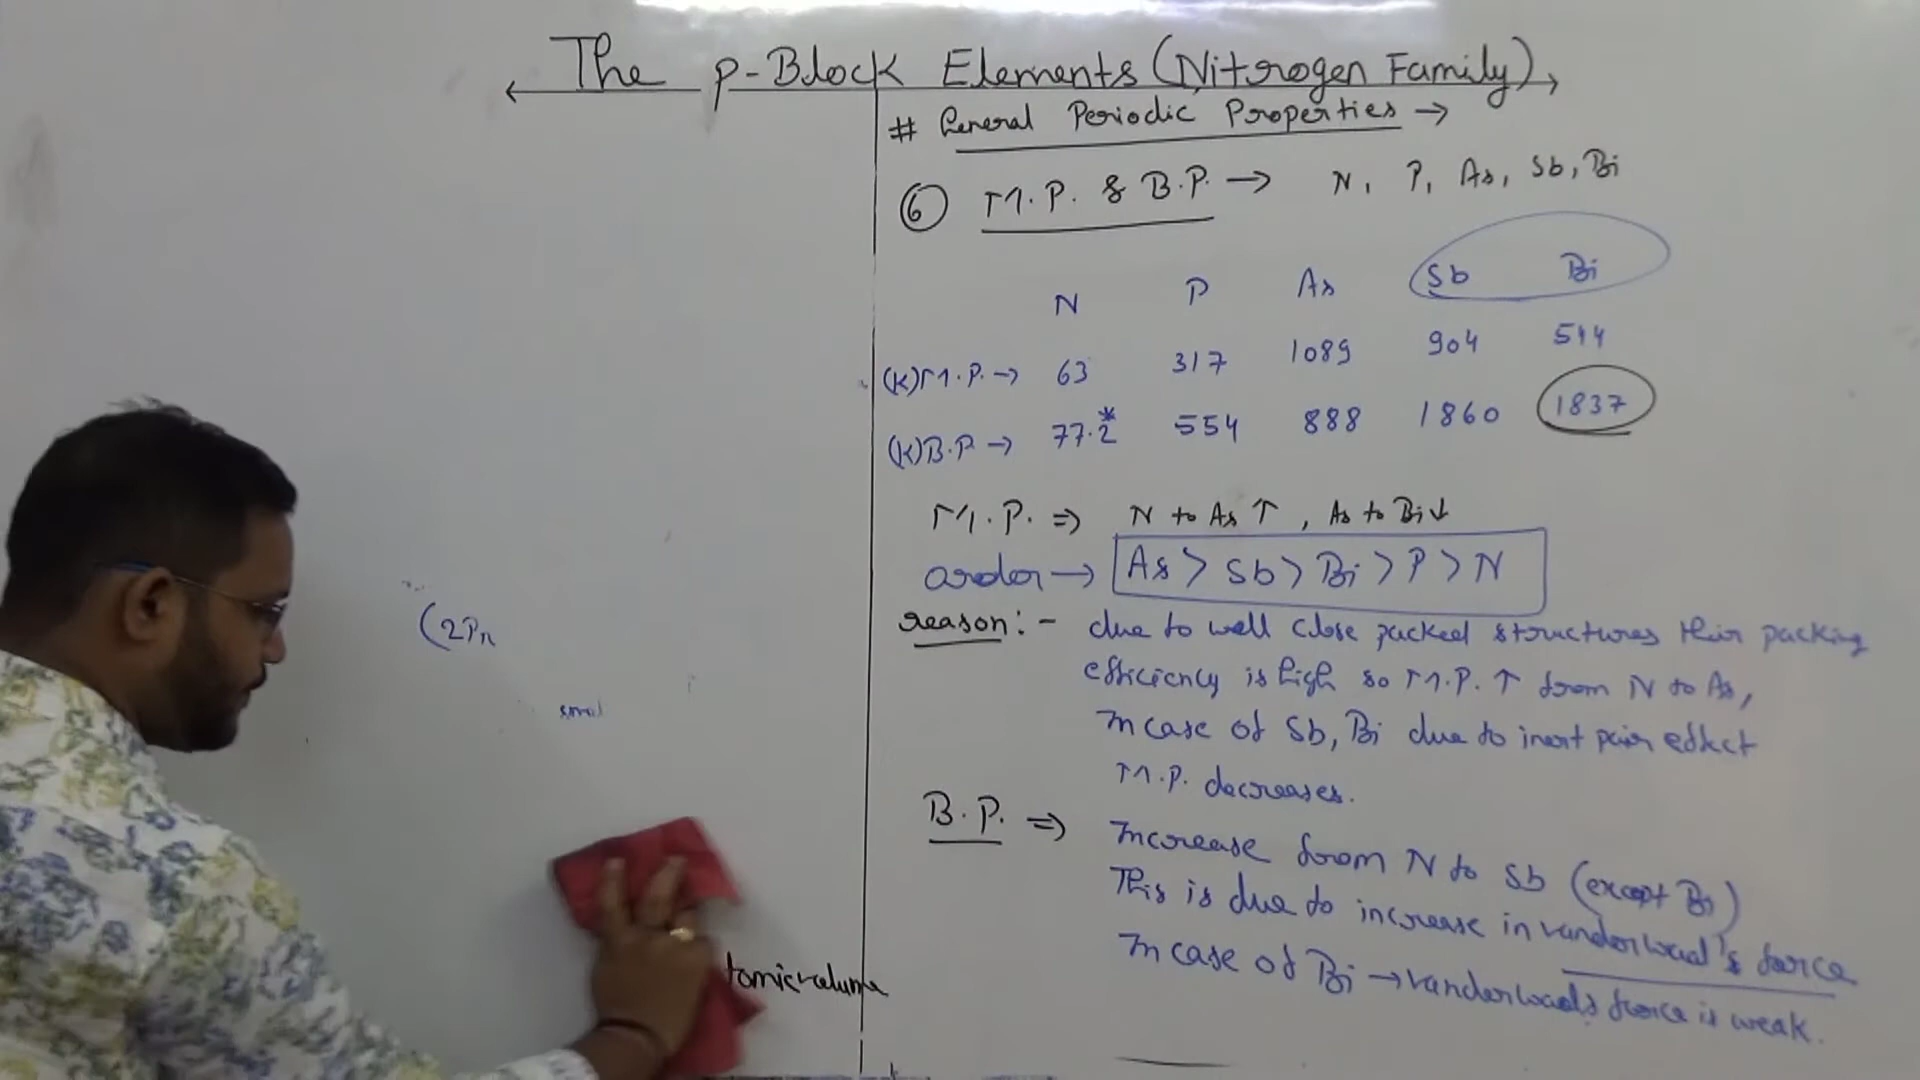 The p-Block Elements (Nitrogen Family)
# General Periodic Properties →
⑥ M.P. & B.P. → N, P, As, Sb, Bi
N P As Sb Bi
(K) M.P. → 63 317 1089 904 544
(K) B.P → 77.2* 554 888 1860 1837
M.P. ⇒ N to As ↑, As to Bi ↓
order → As > Sb > Bi > P > N
reason:- due to well close packed structures their packing
efficiency is high so M.P. ↑ from N to As,
In case of Sb, Bi due to inert pair effect
M.P. decreases.
B.P. ⇒ Increase from N to Sb (except Bi)
This is due to increase in vanderwaal's force
In case of Bi → vanderwaals force is weak.
(2Pπ
small
tomic volume